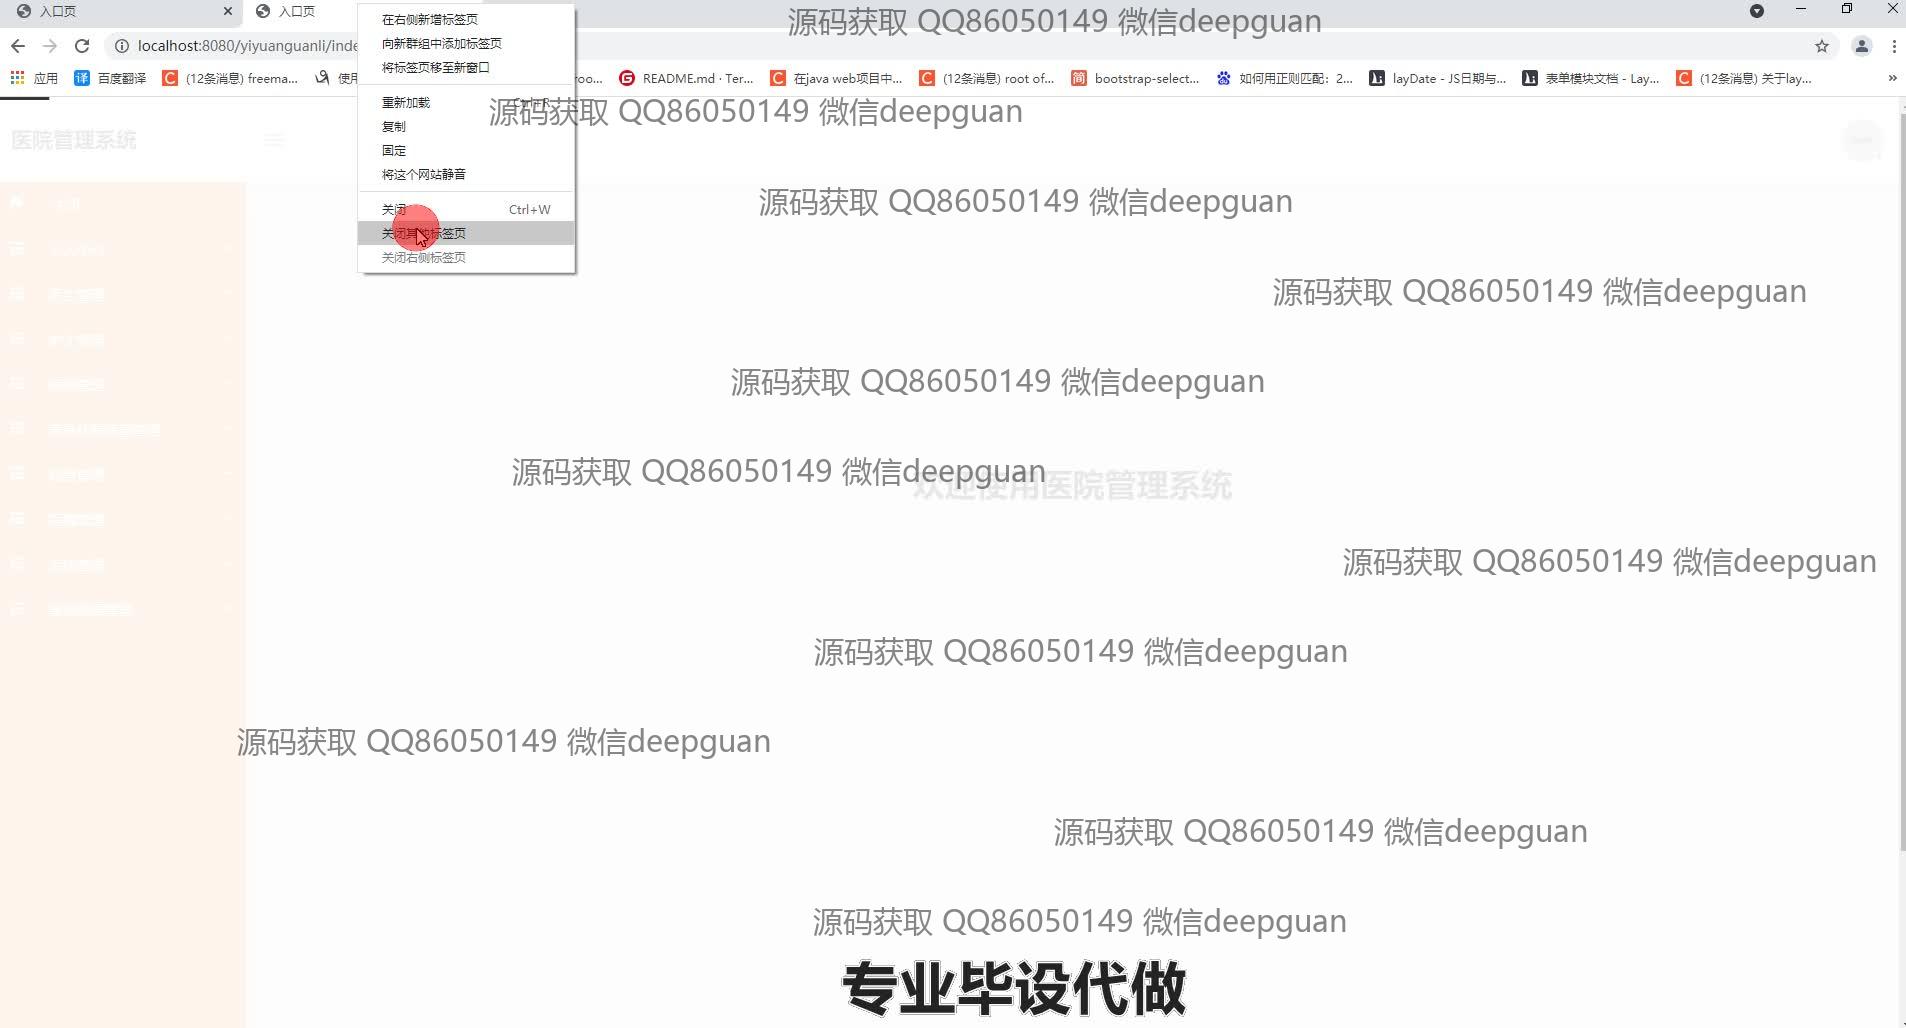 入口页
入口页
localhost:8080/yiyuanguanli/inde
应用
百度翻译
(12条消息) freema...
使用
roo...
README.md · Ter...
在java web项目中...
(12条消息) root of...
bootstrap-select...
如何用正则匹配：2...
layDate - JS日期与...
表单模块文档 - Lay...
(12条消息) 关于lay...
»
在右侧新增标签页
向新群组中添加标签页
将标签页移至新窗口
重新加载 Ctrl+R
复制
固定
将这个网站静音
关闭 Ctrl+W
关闭其他标签页
关闭右侧标签页
医院管理系统
欢迎使用医院管理系统
源码获取 QQ86050149 微信deepguan
源码获取 QQ86050149 微信deepguan
源码获取 QQ86050149 微信deepguan
源码获取 QQ86050149 微信deepguan
源码获取 QQ86050149 微信deepguan
源码获取 QQ86050149 微信deepguan
源码获取 QQ86050149 微信deepguan
源码获取 QQ86050149 微信deepguan
源码获取 QQ86050149 微信deepguan
源码获取 QQ86050149 微信deepguan
源码获取 QQ86050149 微信deepguan
专业毕设代做